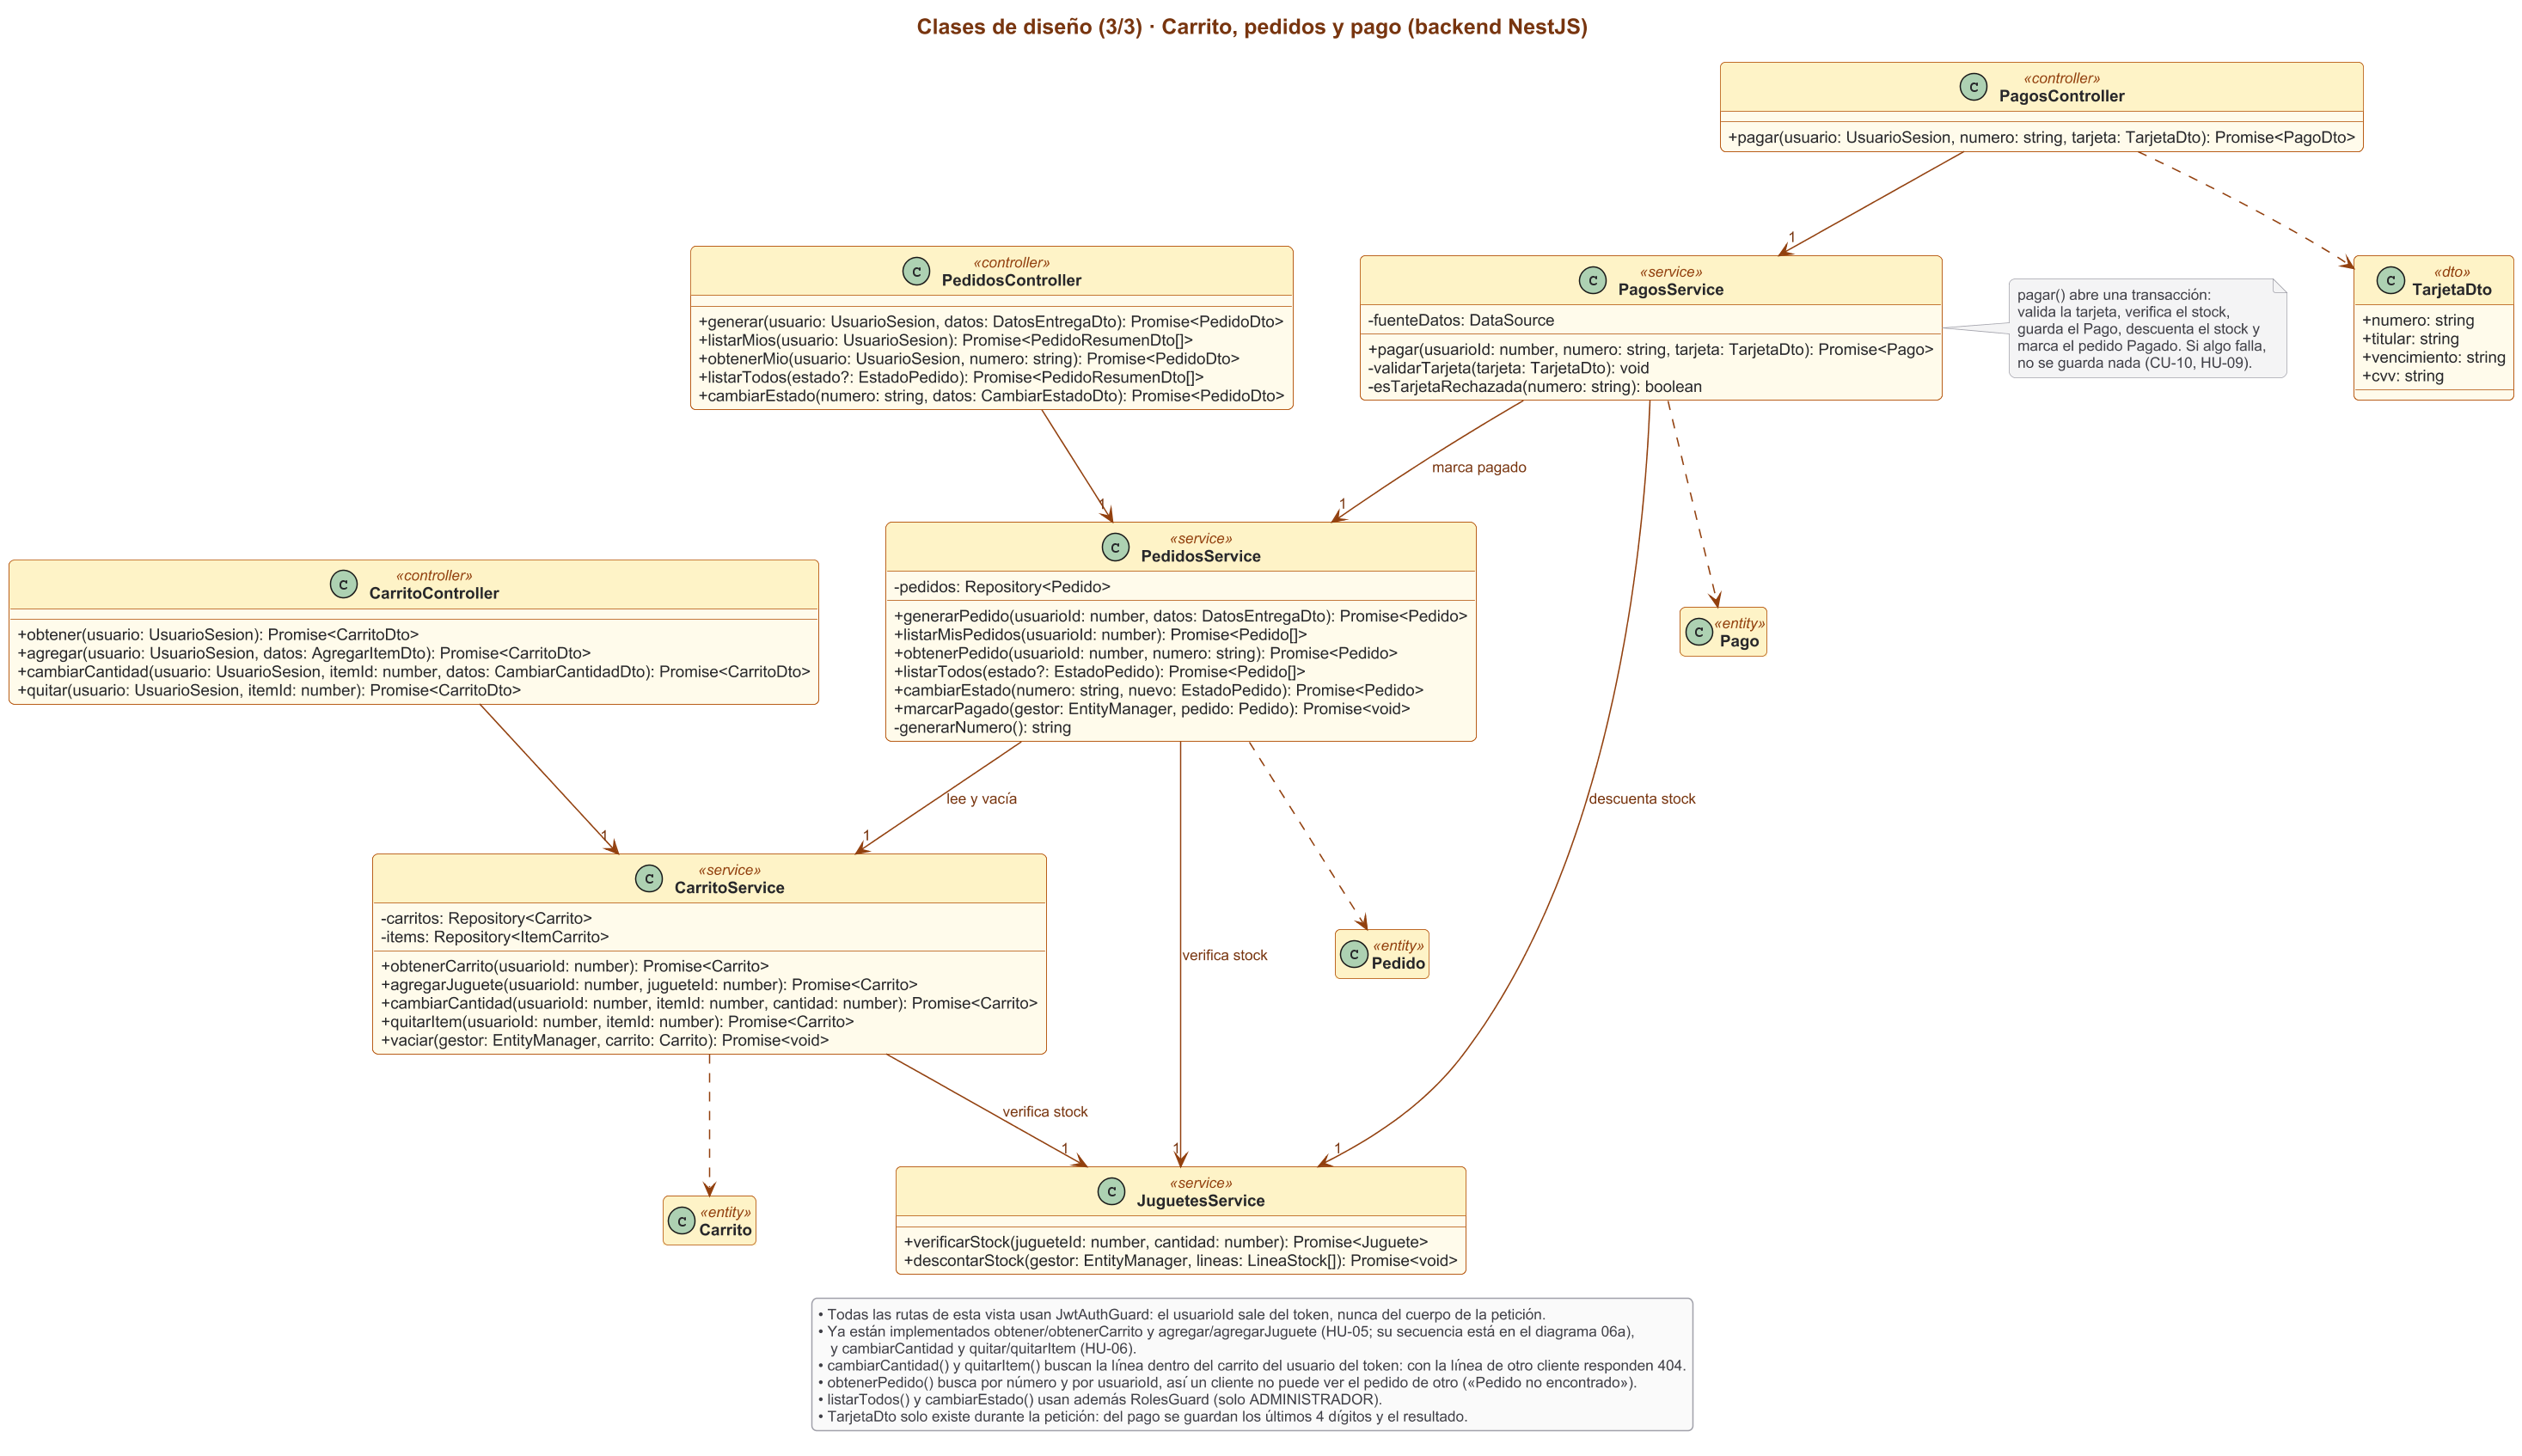 Clases de diseño (3/3) · Carrito, pedidos y pago (backend NestJS)
«controller»
PagosController
+pagar(usuario: UsuarioSesion, numero: string, tarjeta: TarjetaDto): Promise<PagoDto>
1
«controller»
PedidosController
+generar(usuario: UsuarioSesion, datos: DatosEntregaDto): Promise<PedidoDto>
+listarMios(usuario: UsuarioSesion): Promise<PedidoResumenDto[]>
+obtenerMio(usuario: UsuarioSesion, numero: string): Promise<PedidoDto>
+listarTodos(estado?: EstadoPedido): Promise<PedidoResumenDto[]>
+cambiarEstado(numero: string, datos: CambiarEstadoDto): Promise<PedidoDto>
«service»
PagosService
-fuenteDatos: DataSource
+pagar(usuarioId: number, numero: string, tarjeta: TarjetaDto): Promise<Pago>
-validarTarjeta(tarjeta: TarjetaDto): void
-esTarjetaRechazada(numero: string): boolean
pagar() abre una transacción:
valida la tarjeta, verifica el stock,
guarda el Pago, descuenta el stock y
marca el pedido Pagado. Si algo falla,
no se guarda nada (CU-10, HU-09).
«dto»
TarjetaDto
+numero: string
+titular: string
+vencimiento: string
+cvv: string
marca pagado
1
1
«controller»
CarritoController
+obtener(usuario: UsuarioSesion): Promise<CarritoDto>
+agregar(usuario: UsuarioSesion, datos: AgregarItemDto): Promise<CarritoDto>
+cambiarCantidad(usuario: UsuarioSesion, itemId: number, datos: CambiarCantidadDto): Promise<CarritoDto>
+quitar(usuario: UsuarioSesion, itemId: number): Promise<CarritoDto>
«service»
PedidosService
-pedidos: Repository<Pedido>
+generarPedido(usuarioId: number, datos: DatosEntregaDto): Promise<Pedido>
+listarMisPedidos(usuarioId: number): Promise<Pedido[]>
+obtenerPedido(usuarioId: number, numero: string): Promise<Pedido>
+listarTodos(estado?: EstadoPedido): Promise<Pedido[]>
+cambiarEstado(numero: string, nuevo: EstadoPedido): Promise<Pedido>
+marcarPagado(gestor: EntityManager, pedido: Pedido): Promise<void>
-generarNumero(): string
«entity»
Pago
lee y vacía
descuenta stock
1
1
«service»
CarritoService
-carritos: Repository<Carrito>
-items: Repository<ItemCarrito>
+obtenerCarrito(usuarioId: number): Promise<Carrito>
+agregarJuguete(usuarioId: number, jugueteId: number): Promise<Carrito>
+cambiarCantidad(usuarioId: number, itemId: number, cantidad: number): Promise<Carrito>
+quitarItem(usuarioId: number, itemId: number): Promise<Carrito>
+vaciar(gestor: EntityManager, carrito: Carrito): Promise<void>
verifica stock
«entity»
Pedido
verifica stock
1
1
1
«entity»
Carrito
«service»
JuguetesService
+verificarStock(jugueteId: number, cantidad: number): Promise<Juguete>
+descontarStock(gestor: EntityManager, lineas: LineaStock[]): Promise<void>
• Todas las rutas de esta vista usan JwtAuthGuard: el usuarioId sale del token, nunca del cuerpo de la petición.
• Ya están implementados obtener/obtenerCarrito y agregar/agregarJuguete (HU-05; su secuencia está en el diagrama 06a),
y cambiarCantidad y quitar/quitarItem (HU-06).
• cambiarCantidad() y quitarItem() buscan la línea dentro del carrito del usuario del token: con la línea de otro cliente responden 404.
• obtenerPedido() busca por número y por usuarioId, así un cliente no puede ver el pedido de otro («Pedido no encontrado»).
• listarTodos() y cambiarEstado() usan además RolesGuard (solo ADMINISTRADOR).
• TarjetaDto solo existe durante la petición: del pago se guardan los últimos 4 dígitos y el resultado.